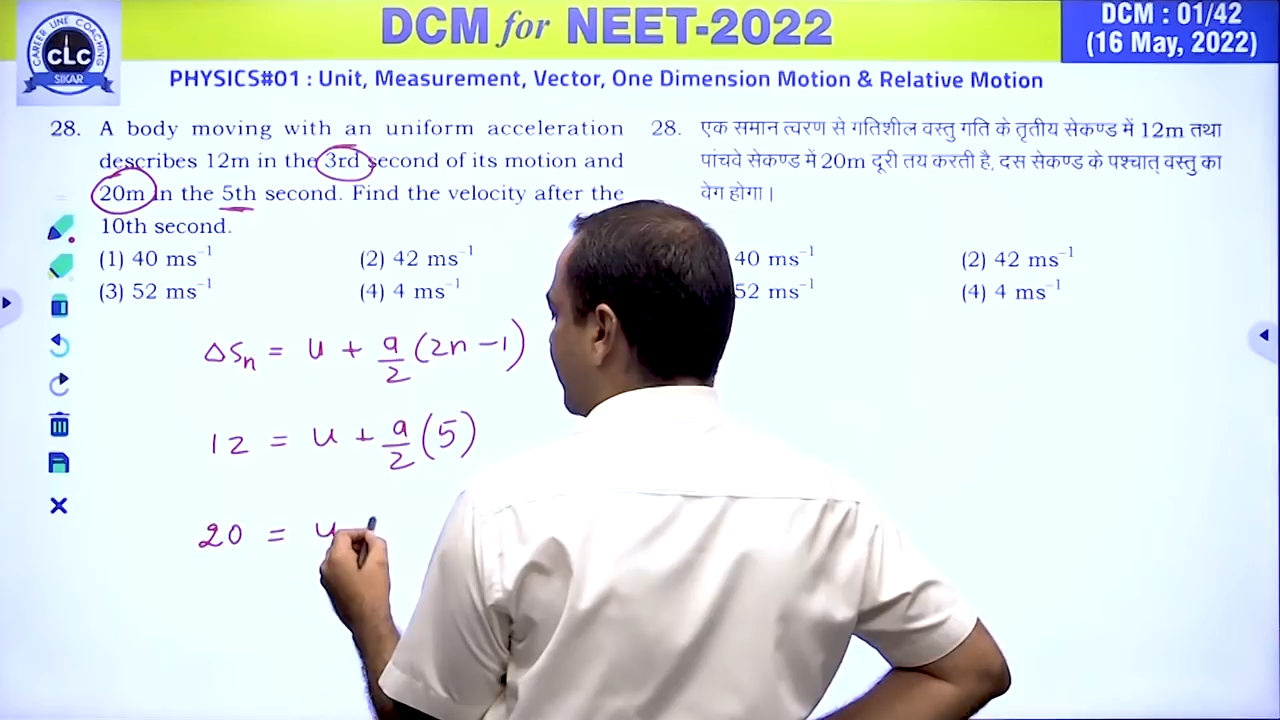 DCM for NEET-2022
DCM : 01/42
(16 May, 2022)
CAREER LINE COACHING
CLC
SIKAR
PHYSICS#01 : Unit, Measurement, Vector, One Dimension Motion & Relative Motion
28. A body moving with an uniform acceleration
describes 12m in the 3rd second of its motion and
20m in the 5th second. Find the velocity after the
10th second.
(1) 40 ms⁻¹ (2) 42 ms⁻¹
(3) 52 ms⁻¹ (4) 4 ms⁻¹
28. एक समान त्वरण से गतिशील वस्तु गति के तृतीय सेकण्ड में 12m तथा
पांचवे सेकण्ड में 20m दूरी तय करती है, दस सेकण्ड के पश्चात् वस्तु का
वेग होगा।
40 ms⁻¹ (2) 42 ms⁻¹
52 ms⁻¹ (4) 4 ms⁻¹
ΔSn = u + a/2 (2n - 1)
12 = u + a/2 (5)
20 = u